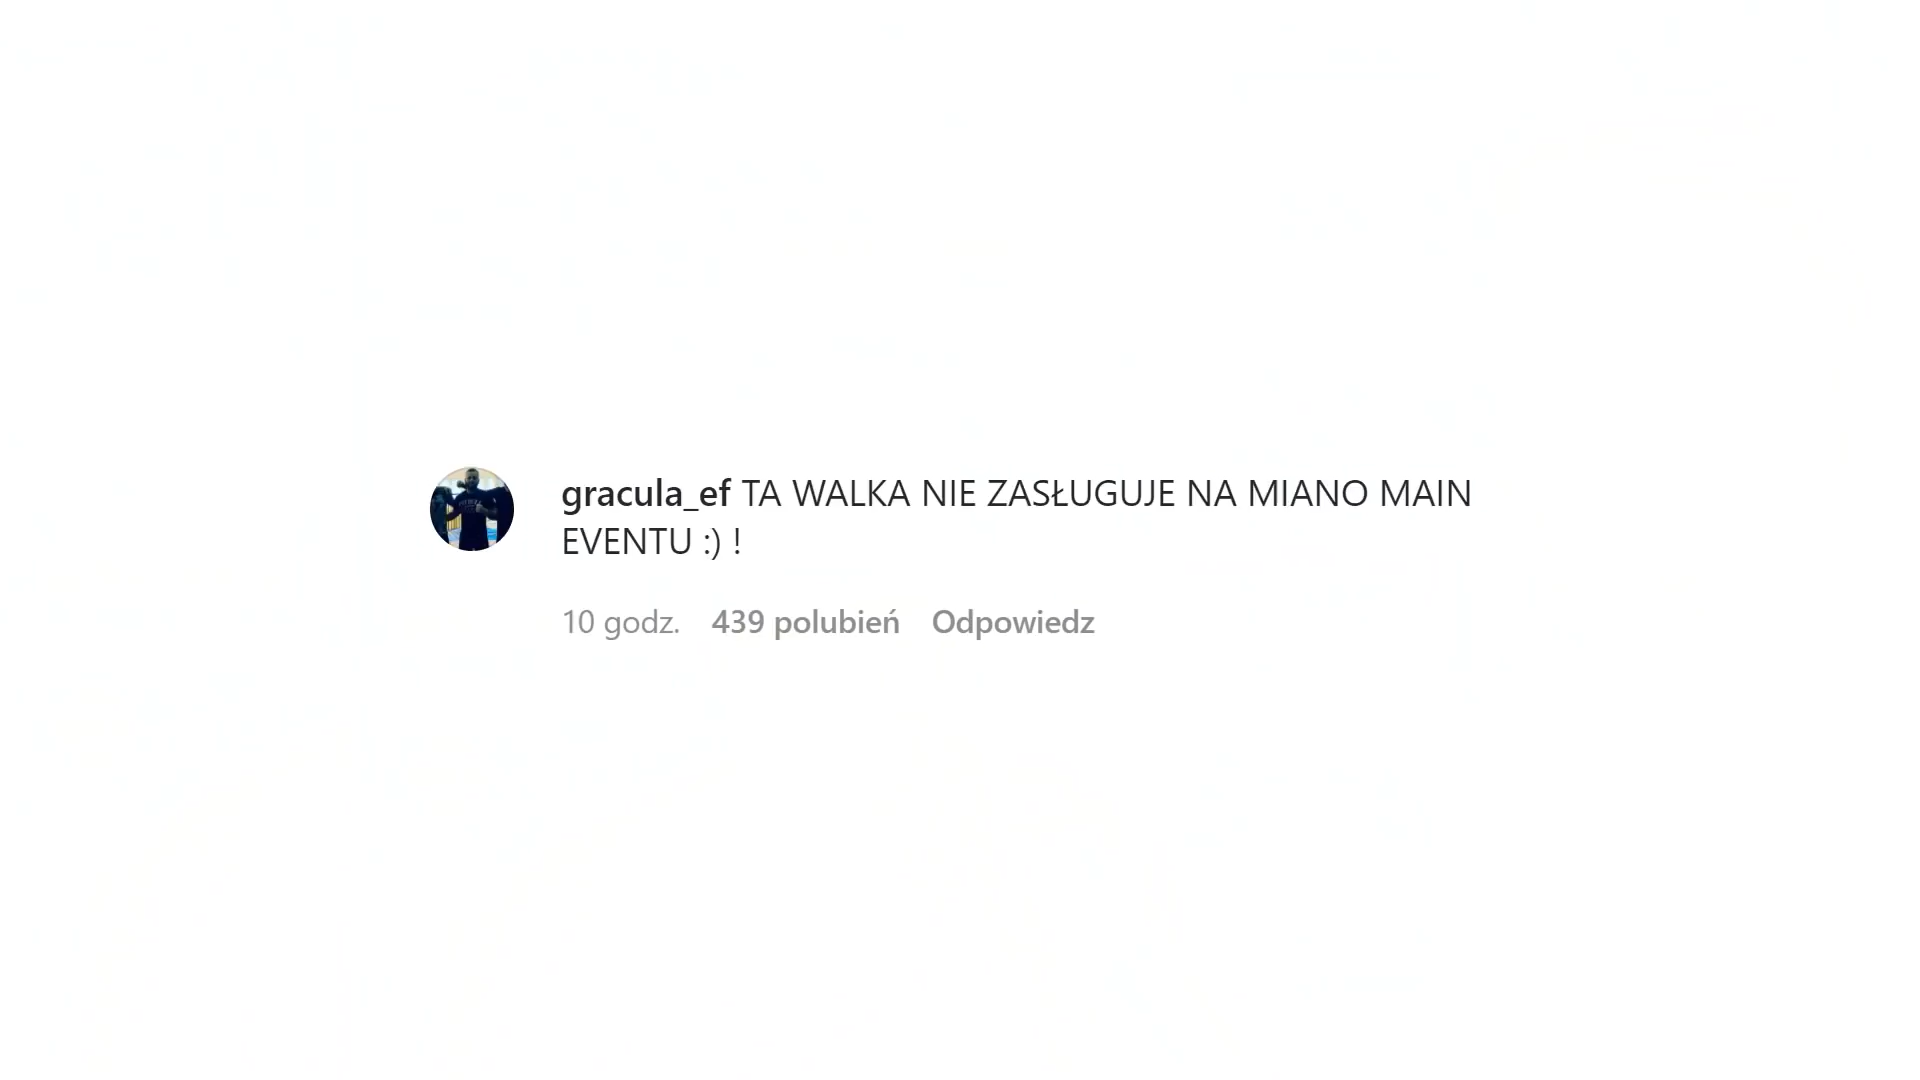 gracula_ef TA WALKA NIE ZASŁUGUJE NA MIANO MAIN
EVENTU :) !
10 godz. 439 polubień Odpowiedz